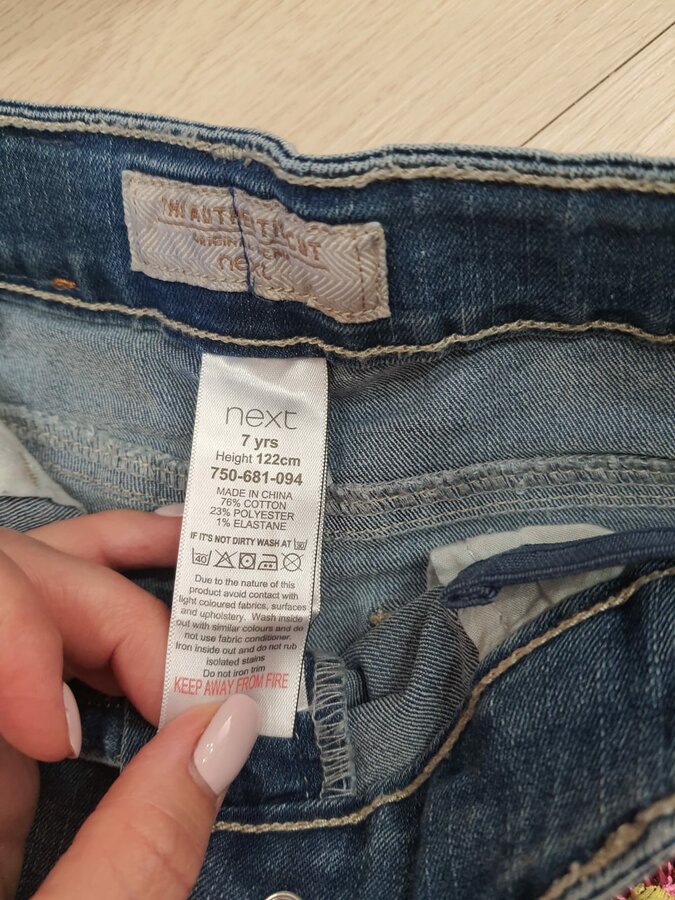 next
next
7 yrs
Height 122cm
750-681-094
MADE IN CHINA
76% COTTON
23% POLYESTER
1% ELASTANE
IF IT'S NOT DIRTY WASH AT 30
40
Due to the nature of this
product avoid contact with
light coloured fabrics, surfaces
and upholstery. Wash inside
out with similar colours and do
not use fabric conditioner.
Iron inside out and do not rub
isolated stains
Do not iron trim
KEEP AWAY FROM FIRE